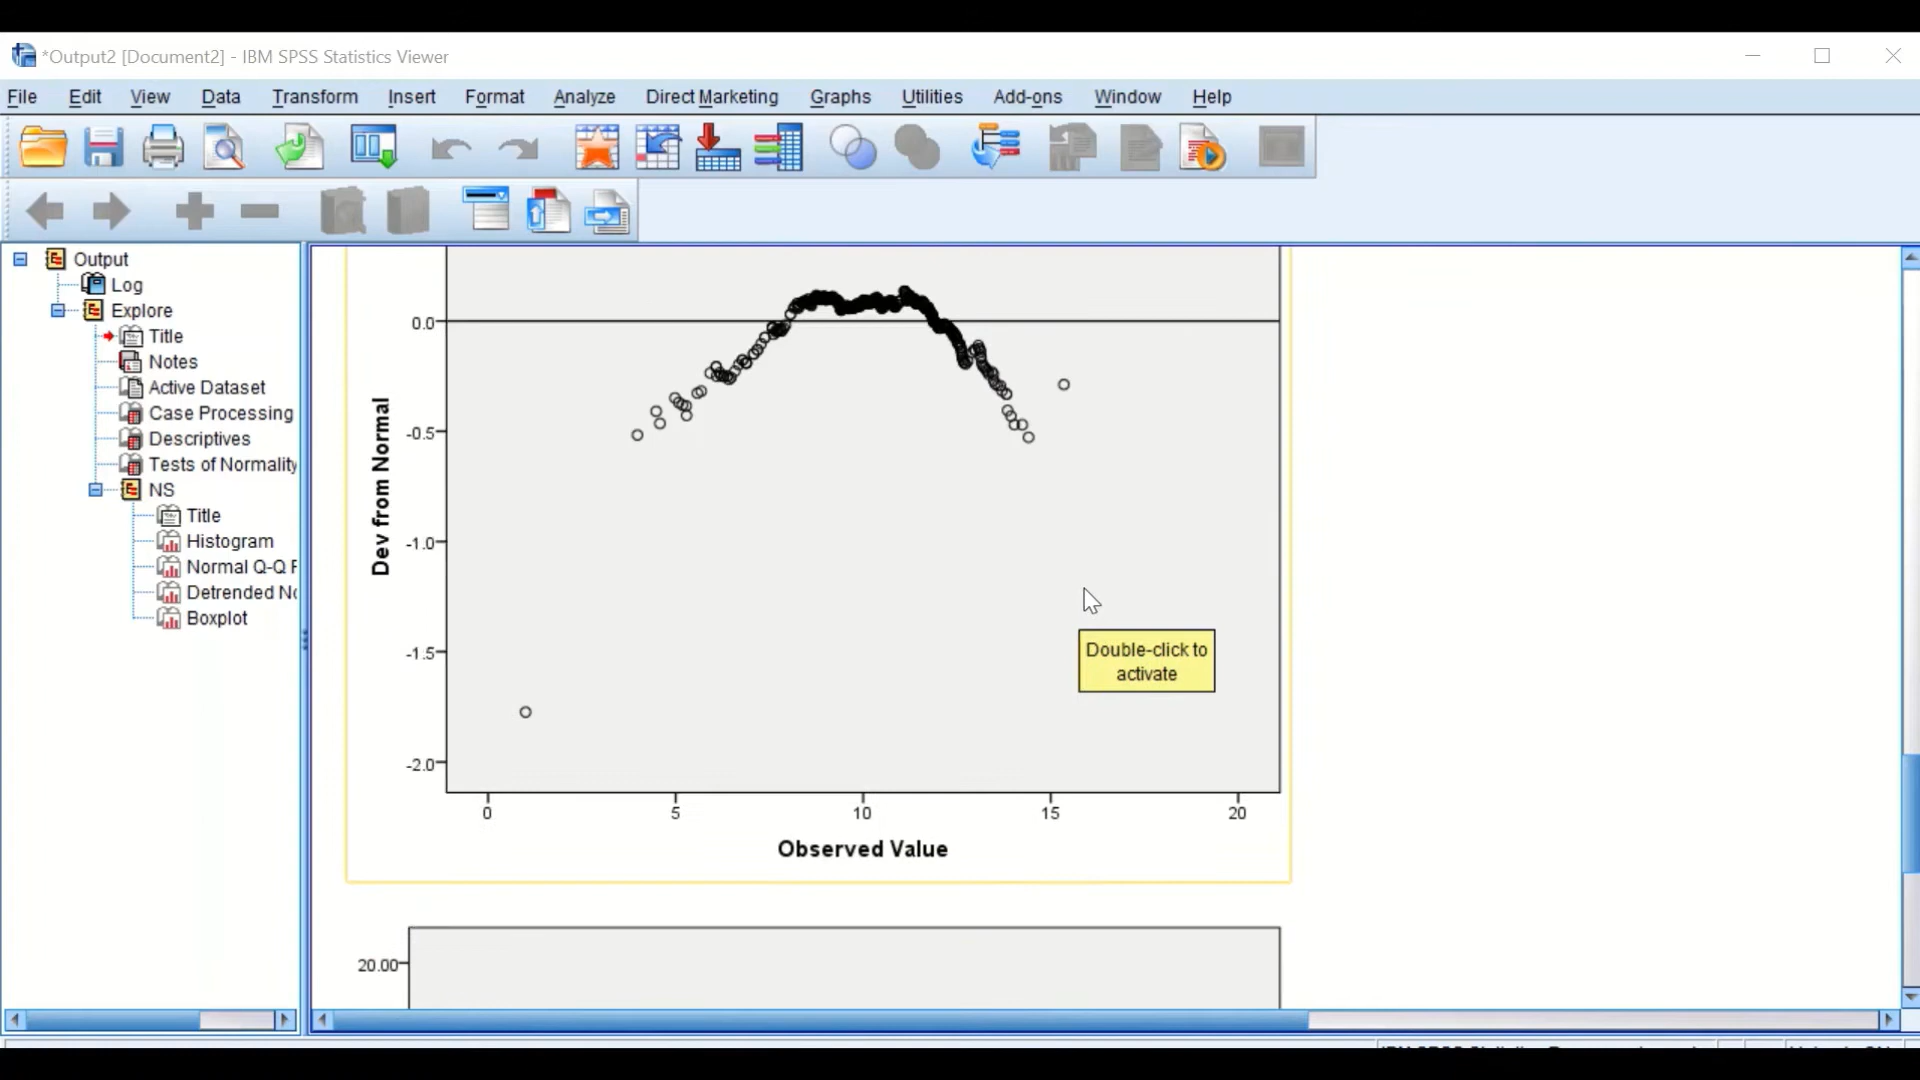 *Output2 [Document2] - IBM SPSS Statistics Viewer
File Edit View Data Transform Insert Format Analyze Direct Marketing Graphs Utilities Add-ons Window Help
Output
Log
Explore
Title
Notes
Active Dataset
Case Processing
Descriptives
Tests of Normality
NS
Title
Histogram
Normal Q-Q
Detrended
Boxplot
Dev from Normal
0.0
-0.5
-1.0
-1.5
-2.0
0 5 10 15 20
Observed Value
Double-click to
activate
20.00